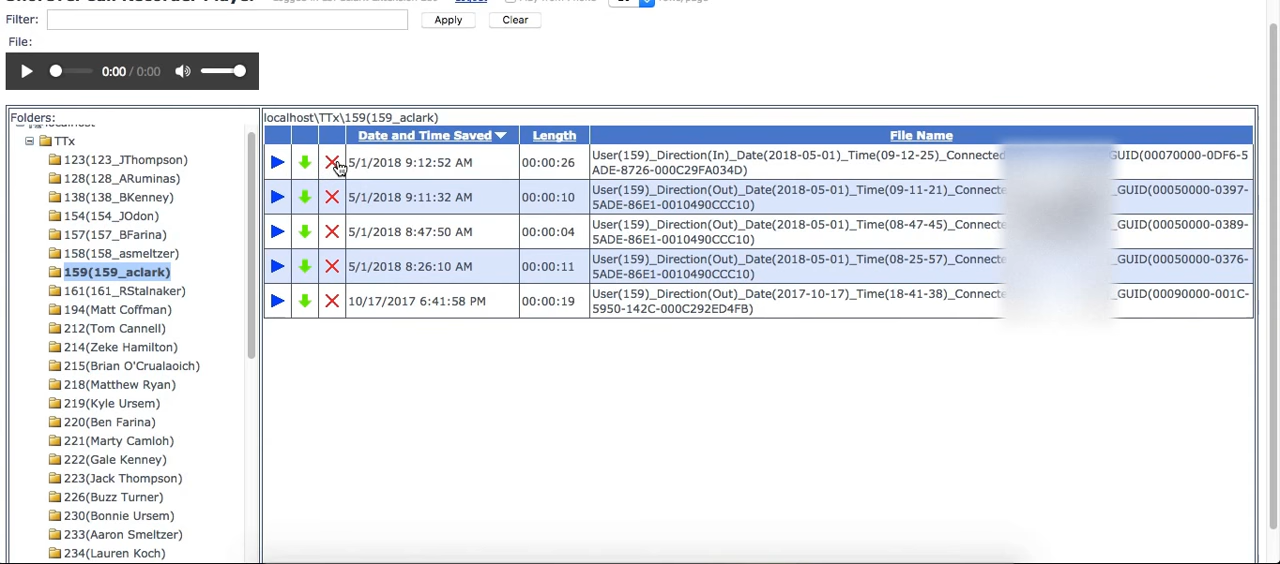 Filter: Apply Clear
File:
0:00 / 0:00
Folders:
localhost
TTx
123(123_JThompson)
128(128_ARuminas)
138(138_BKenney)
154(154_JOdon)
157(157_BFarina)
158(158_asmeltzer)
159(159_aclark)
161(161_RStalnaker)
194(Matt Coffman)
212(Tom Cannell)
214(Zeke Hamilton)
215(Brian O'Crualaoich)
218(Matthew Ryan)
219(Kyle Ursem)
220(Ben Farina)
221(Marty Camloh)
222(Gale Kenney)
223(Jack Thompson)
226(Buzz Turner)
230(Bonnie Ursem)
233(Aaron Smeltzer)
234(Lauren Koch)
localhost\TTx\159(159_aclark)
Date and Time Saved Length File Name
5/1/2018 9:12:52 AM 00:00:26 User(159)_Direction(In)_Date(2018-05-01)_Time(09-12-25)_Connected GUID(00070000-0DF6-5
ADE-8726-000C29FA034D)
5/1/2018 9:11:32 AM 00:00:10 User(159)_Direction(Out)_Date(2018-05-01)_Time(09-11-21)_Connecte _GUID(00050000-0397-
5ADE-86E1-0010490CCC10)
5/1/2018 8:47:50 AM 00:00:04 User(159)_Direction(Out)_Date(2018-05-01)_Time(08-47-45)_Connecte _GUID(00050000-0389-
5ADE-86E1-0010490CCC10)
5/1/2018 8:26:10 AM 00:00:11 User(159)_Direction(Out)_Date(2018-05-01)_Time(08-25-57)_Connecte _GUID(00050000-0376-
5ADE-86E1-0010490CCC10)
10/17/2017 6:41:58 PM 00:00:19 User(159)_Direction(Out)_Date(2017-10-17)_Time(18-41-38)_Connecte _GUID(00090000-001C-
5950-142C-000C292ED4FB)